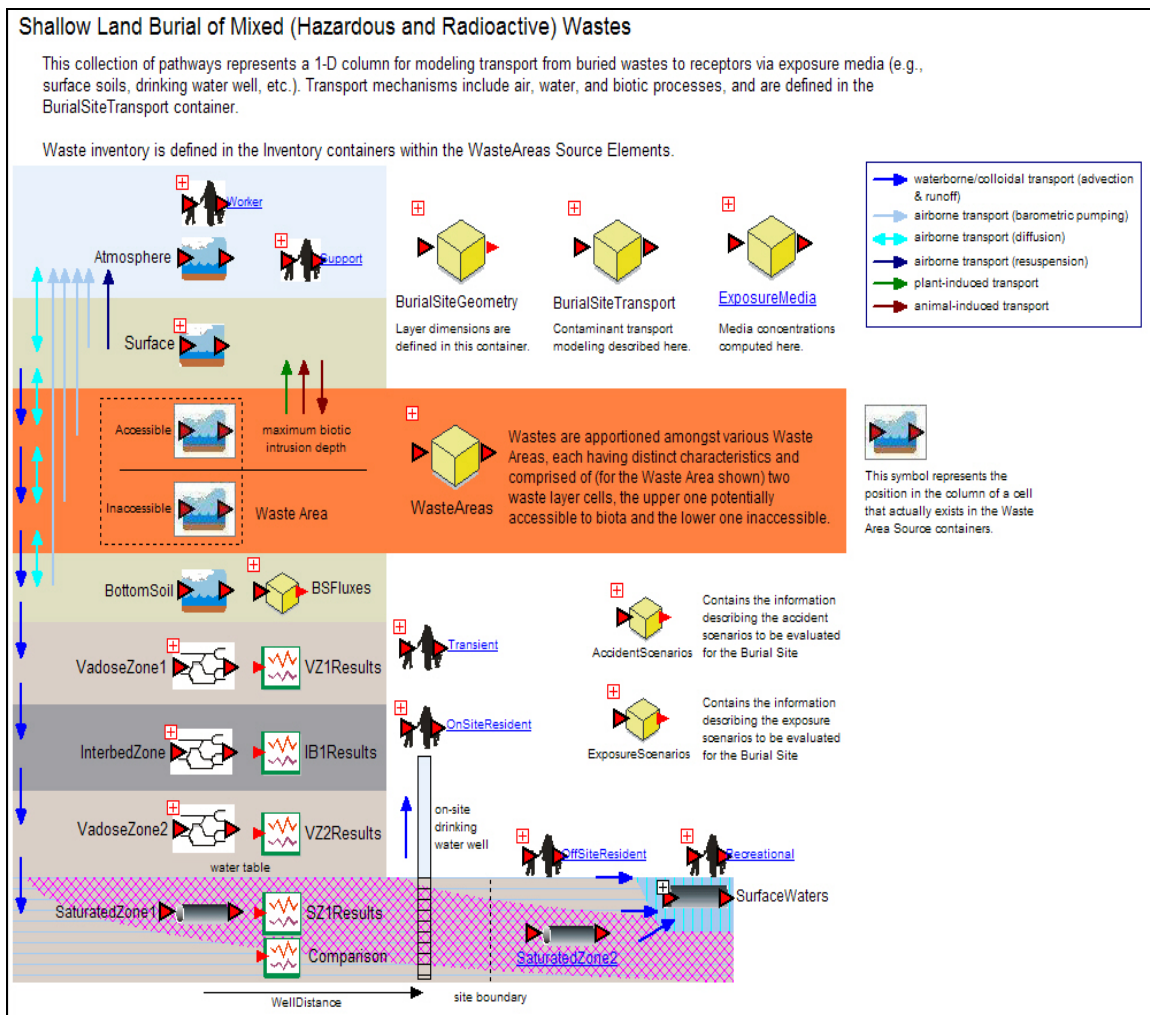 Shallow Land Burial of Mixed (Hazardous and Radioactive) Wastes
This collection of pathways represents a 1-D column for modeling transport from buried wastes to receptors via exposure media (e.g.,
surface soils, drinking water well, etc.). Transport mechanisms include air, water, and biotic processes, and are defined in the
BurialSiteTransport container.
Waste inventory is defined in the Inventory containers within the WasteAreas Source Elements.
waterborne/colloidal transport (advection
& runoff)
airborne transport (barometric pumping)
airborne transport (diffusion)
airborne transport (resuspension)
plant-induced transport
animal-induced transport
Worker
Atmosphere
Support
BurialSiteGeometry
Layer dimensions are
defined in this container.
BurialSiteTransport
Contaminant transport
modeling described here.
ExposureMedia
Media concentrations
computed here.
Surface
Accessible
maximum biotic
intrusion depth
Inaccessible
Waste Area
WasteAreas
Wastes are apportioned amongst various Waste
Areas, each having distinct characteristics and
comprised of (for the Waste Area shown) two
waste layer cells, the upper one potentially
accessible to biota and the lower one inaccessible.
This symbol represents the
position in the column of a cell
that actually exists in the Waste
Area Source containers.
BottomSoil
BSFluxes
AccidentScenarios
Contains the information
describing the accident
scenarios to be evaluated
for the Burial Site
VadoseZone1
VZ1Results
Transient
OnSiteResident
ExposureScenarios
Contains the information
describing the exposure
scenarios to be evaluated
for the Burial Site
InterbedZone
IB1Results
VadoseZone2
VZ2Results
on-site
drinking
water well
water table
OffSiteResident
Recreational
SurfaceWaters
SaturatedZone1
SZ1Results
Comparison
SaturatedZone2
WellDistance
site boundary